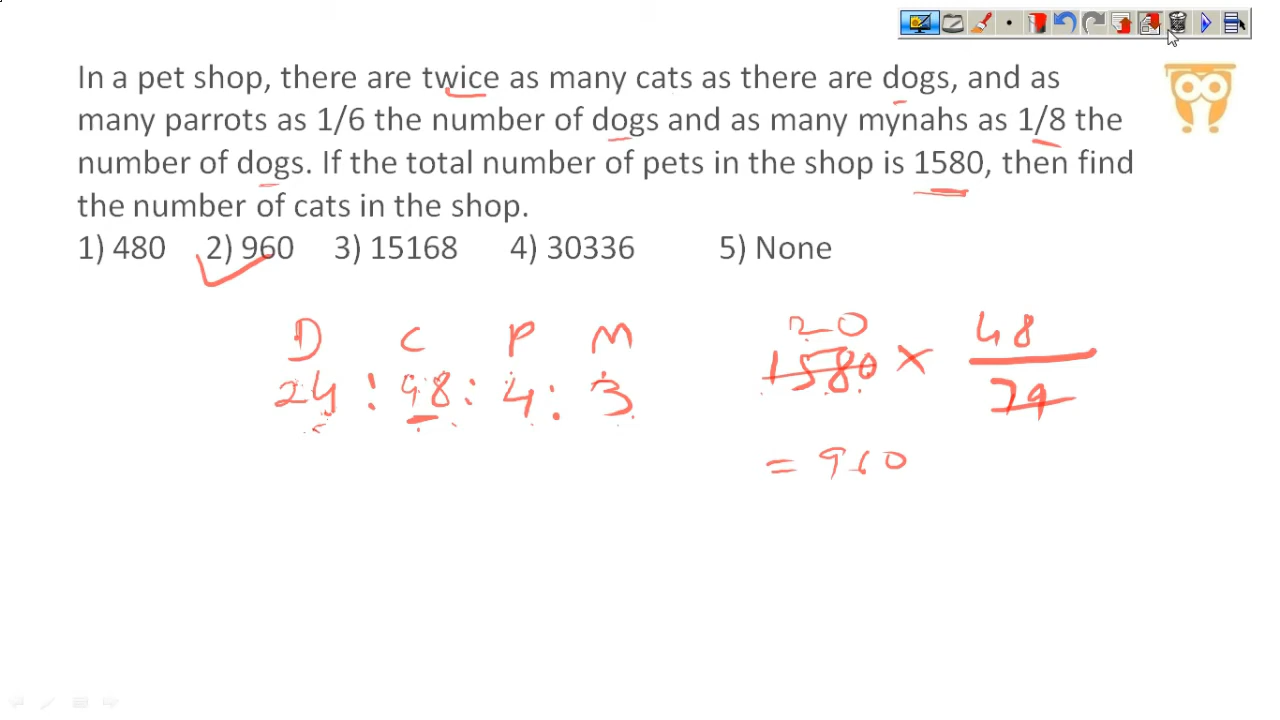 In a pet shop, there are twice as many cats as there are dogs, and as
many parrots as 1/6 the number of dogs and as many mynahs as 1/8 the
number of dogs. If the total number of pets in the shop is 1580, then find
the number of cats in the shop.
1) 480 2) 960 3) 15168 4) 30336 5) None
D C P M
24 : 48 : 4 : 3
20
1580 × 48
79
= 960